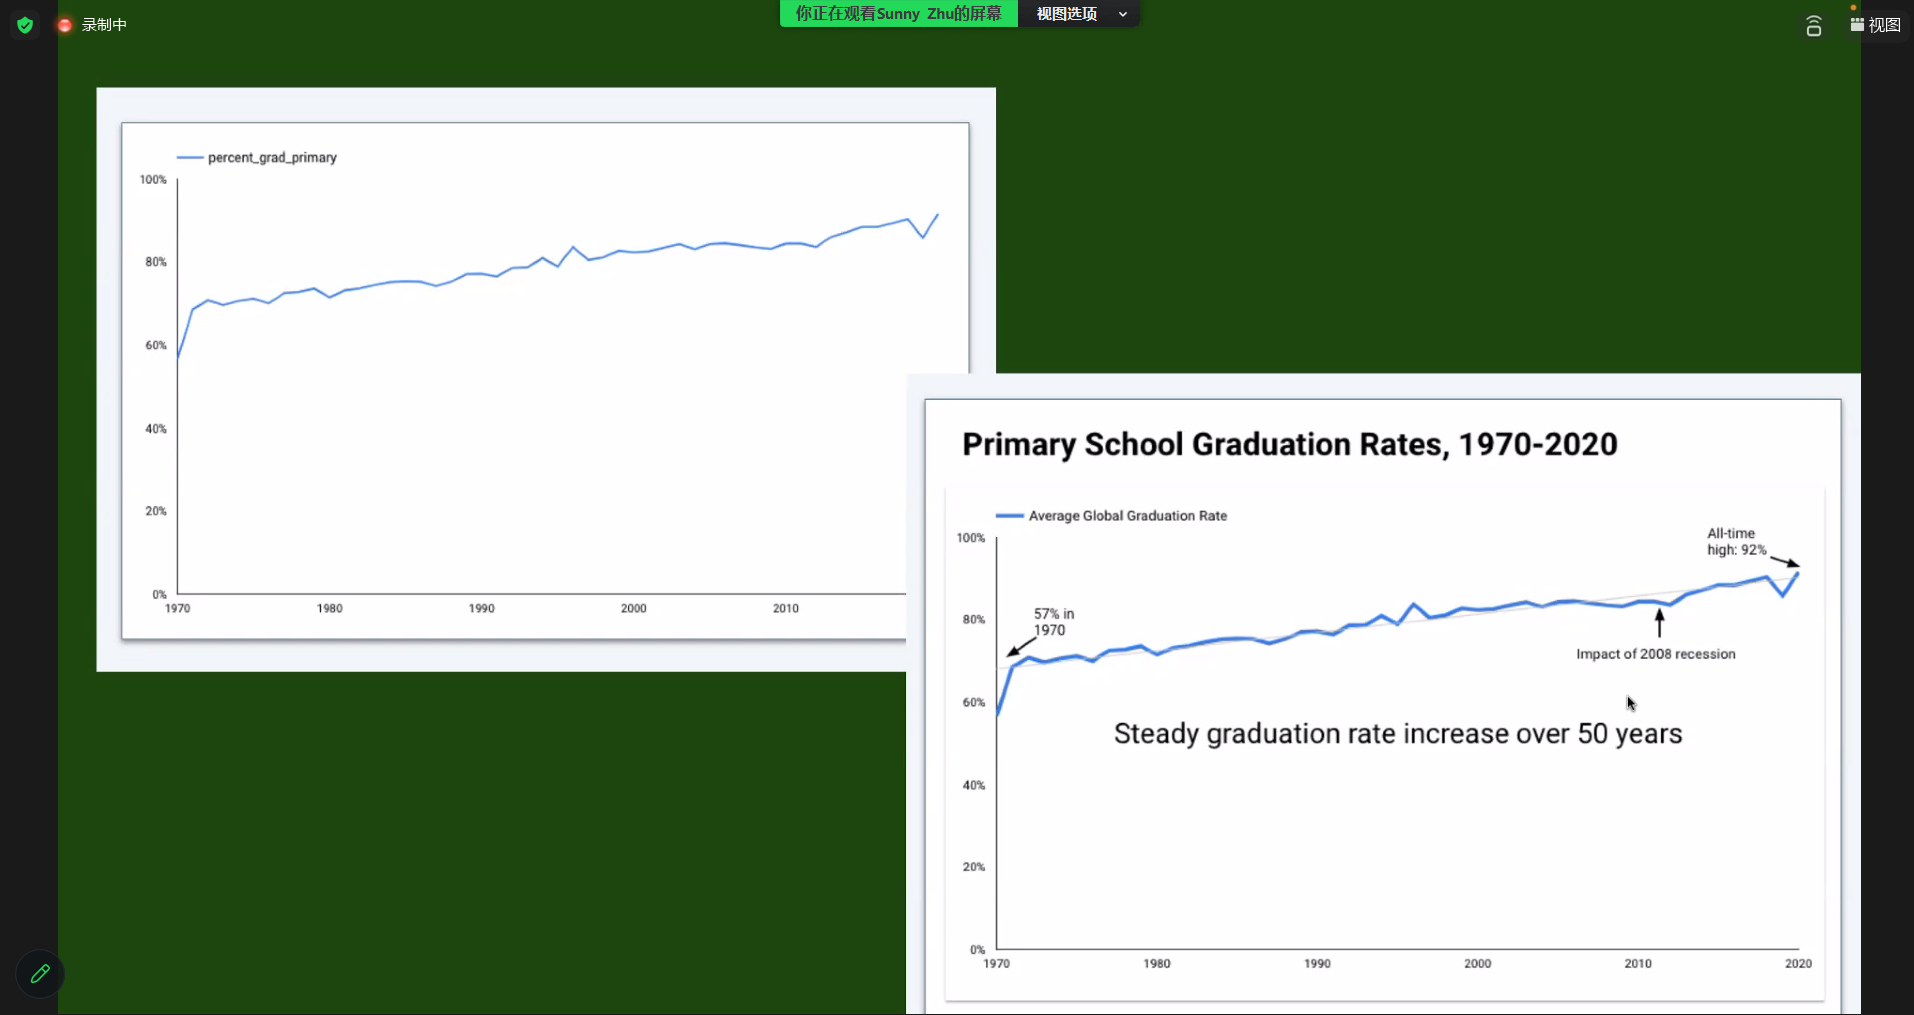 录制中
你正在观看Sunny Zhu的屏幕
视图选项
视图
percent_grad_primary
100%
80%
60%
40%
20%
0%
1970
1980
1990
2000
2010
Primary School Graduation Rates, 1970-2020
Average Global Graduation Rate
100%
80%
60%
40%
20%
0%
All-time
high: 92%
57% in
1970
Impact of 2008 recession
Steady graduation rate increase over 50 years
1970
1980
1990
2000
2010
2020